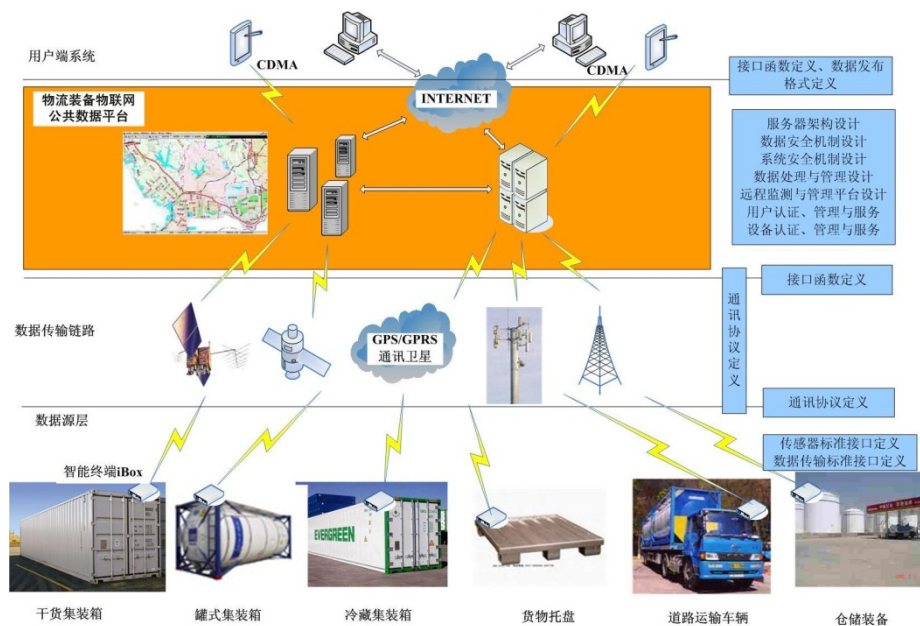 用户端系统
CDMA
CDMA
INTERNET
接口函数定义、数据发布
格式定义
物流装备物联网
公共数据平台
服务器架构设计
数据安全机制设计
系统安全机制设计
数据处理与管理设计
远程监测与管理平台设计
用户认证、管理与服务
设备认证、管理与服务
数据传输链路
GPS/GPRS
通讯卫星
通讯协议定义
接口函数定义
通讯协议定义
数据源层
传感器标准接口定义
数据传输标准接口定义
智能终端iBox
EVERGREEN
干货集装箱
罐式集装箱
冷藏集装箱
货物托盘
道路运输车辆
仓储装备